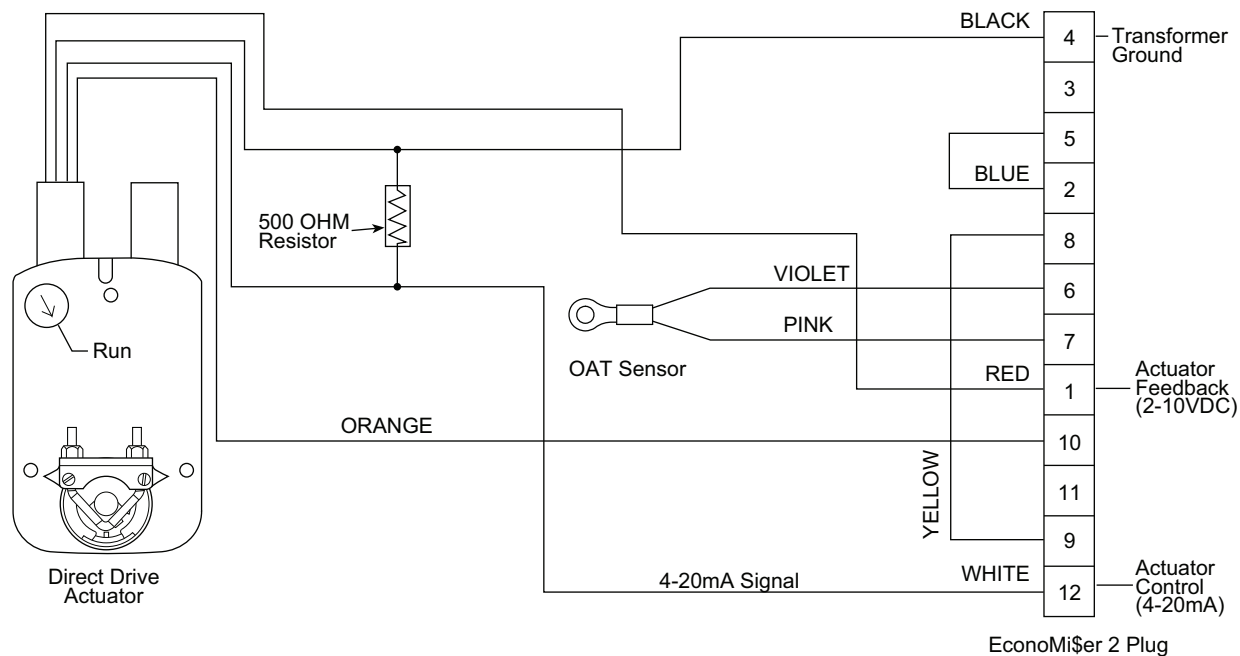 BLACK
4
Transformer
Ground
3
5
BLUE
2
500 OHM
Resistor
8
VIOLET
6
PINK
7
Run
OAT Sensor
RED
1
Actuator
Feedback
(2-10VDC)
ORANGE
10
YELLOW
11
9
Direct Drive
Actuator
4-20mA Signal
WHITE
12
Actuator
Control
(4-20mA)
EconoMi$er 2 Plug